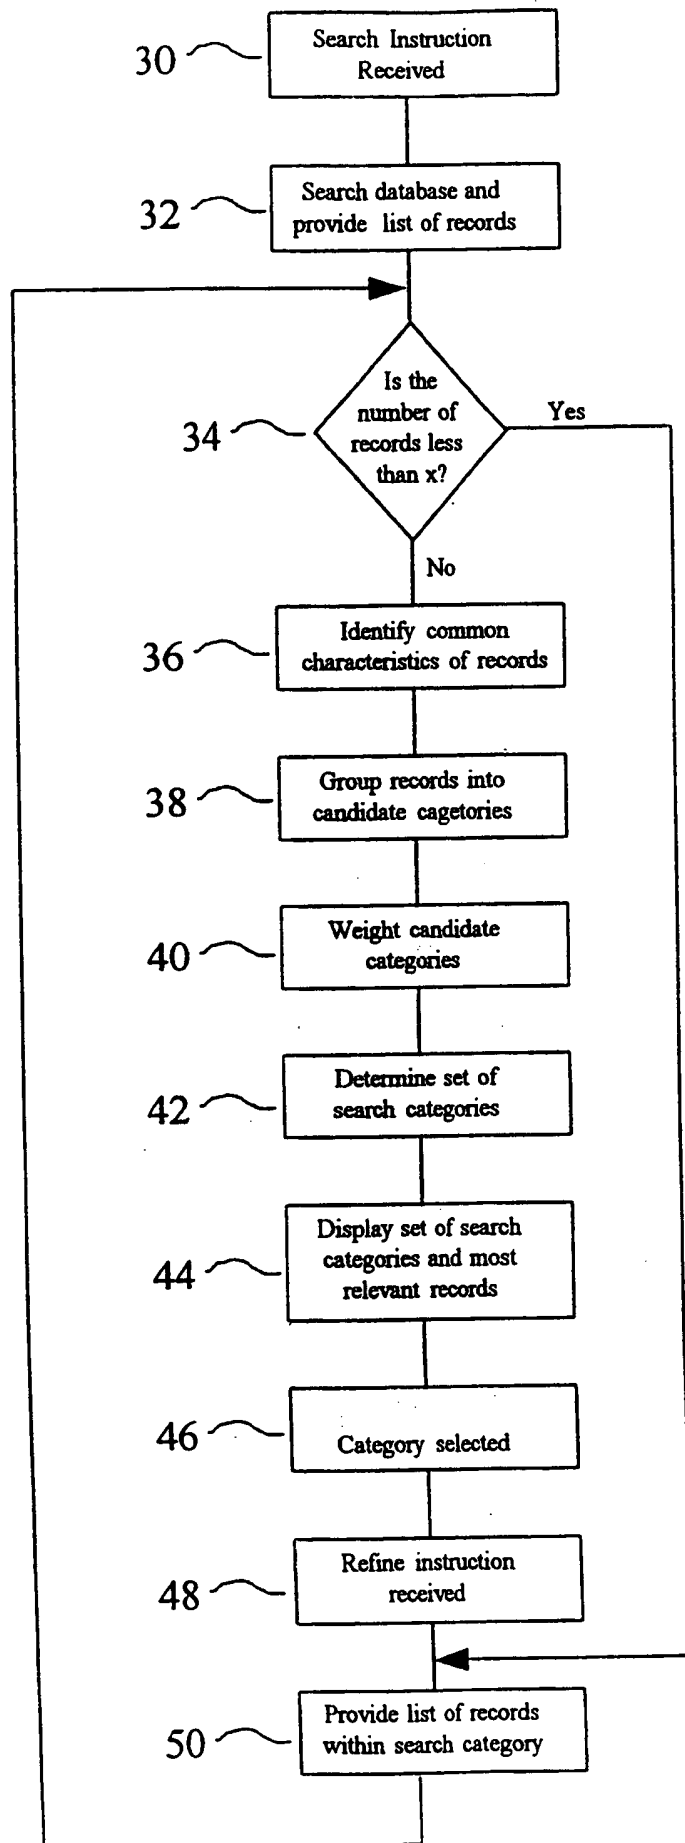 30
Search Instruction
Received
32
Search database and
provide list of records
34
Is the
number of
records less
than x?
Yes
No
36
Identify common
characteristics of records
38
Group records into
candidate cagetories
40
Weight candidate
categories
42
Determine set of
search categories
44
Display set of search
categories and most
relevant records
46
Category selected
48
Refine instruction
received
50
Provide list of records
within search category